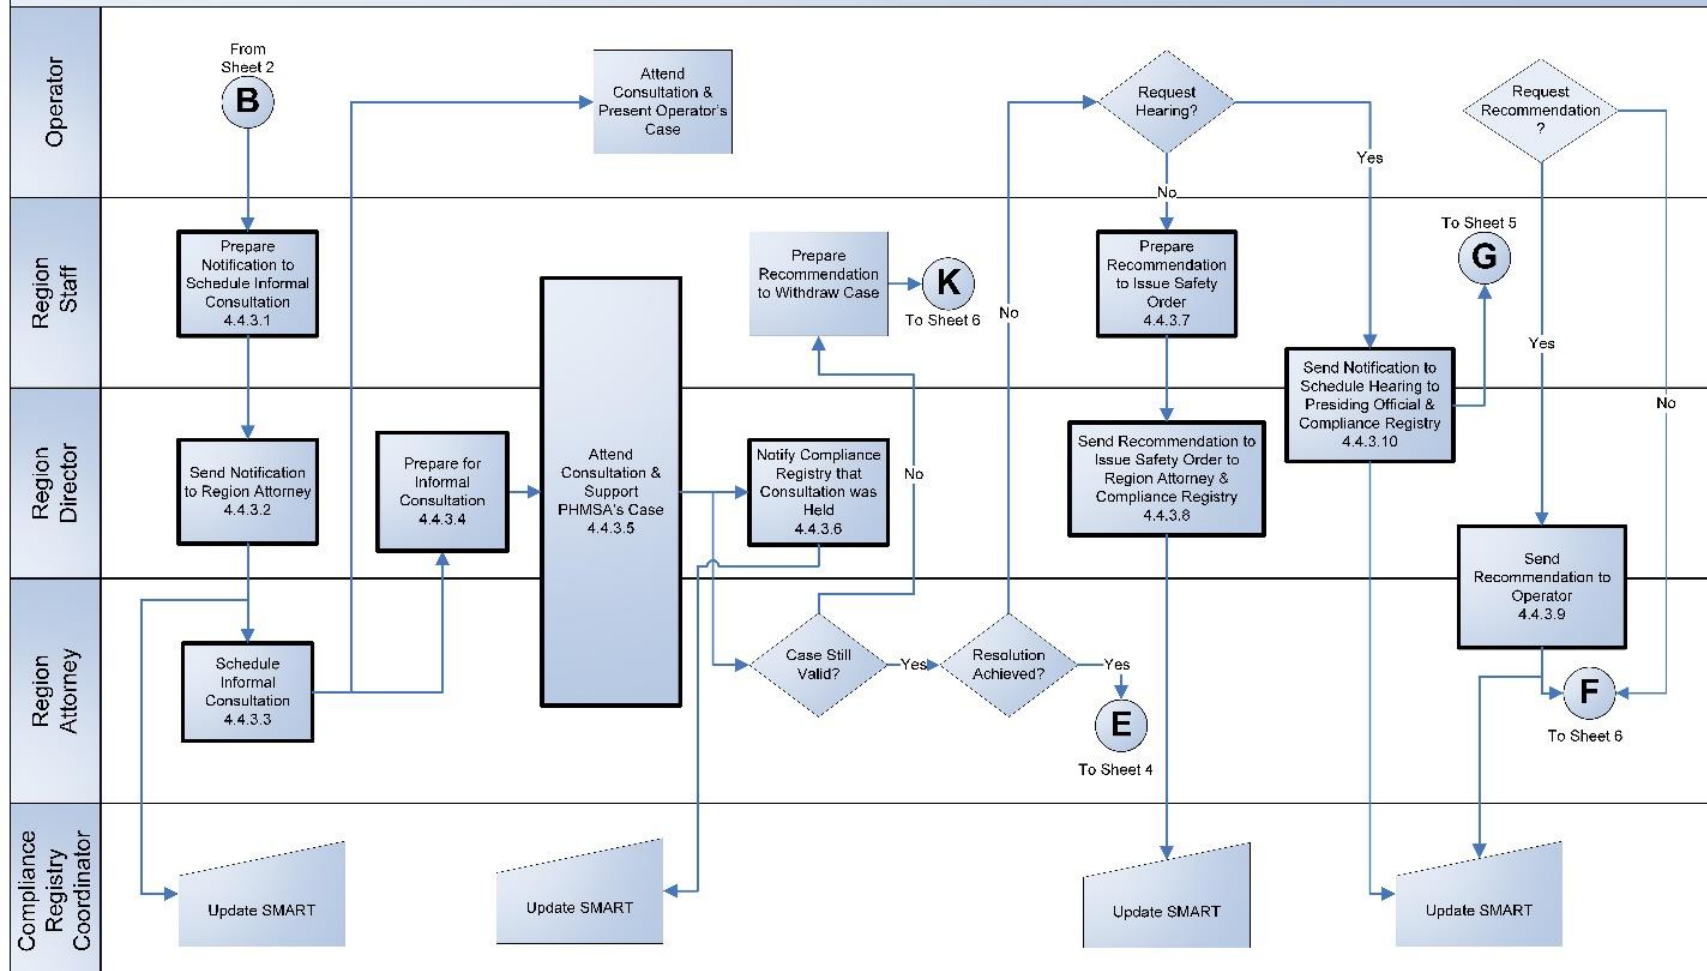 Operator
From
Sheet 2
B
Attend
Consultation &
Present Operator's
Case
Request
Hearing?
Yes
No
Request
Recommendation
?
Region
Staff
Prepare
Notification to
Schedule Informal
Consultation
4.4.3.1
Prepare
Recommendation
to Withdraw Case
K
To Sheet 6
No
Prepare
Recommendation
to Issue Safety
Order
4.4.3.7
To Sheet 5
G
Yes
No
Send Notification to
Schedule Hearing to
Presiding Official &
Compliance Registry
4.4.3.10
Region
Director
Send Notification
to Region Attorney
4.4.3.2
Prepare for
Informal
Consultation
4.4.3.4
Attend
Consultation &
Support
PHMSA's Case
4.4.3.5
Notify Compliance
Registry that
Consultation was
Held
4.4.3.6
No
Send Recommendation to
Issue Safety Order to
Region Attorney &
Compliance Registry
4.4.3.8
Send
Recommendation to
Operator
4.4.3.9
Region
Attorney
Schedule
Informal
Consultation
4.4.3.3
Case Still
Valid?
Yes
Resolution
Achieved?
Yes
E
To Sheet 4
F
To Sheet 6
Compliance
Registry
Coordinator
Update SMART
Update SMART
Update SMART
Update SMART